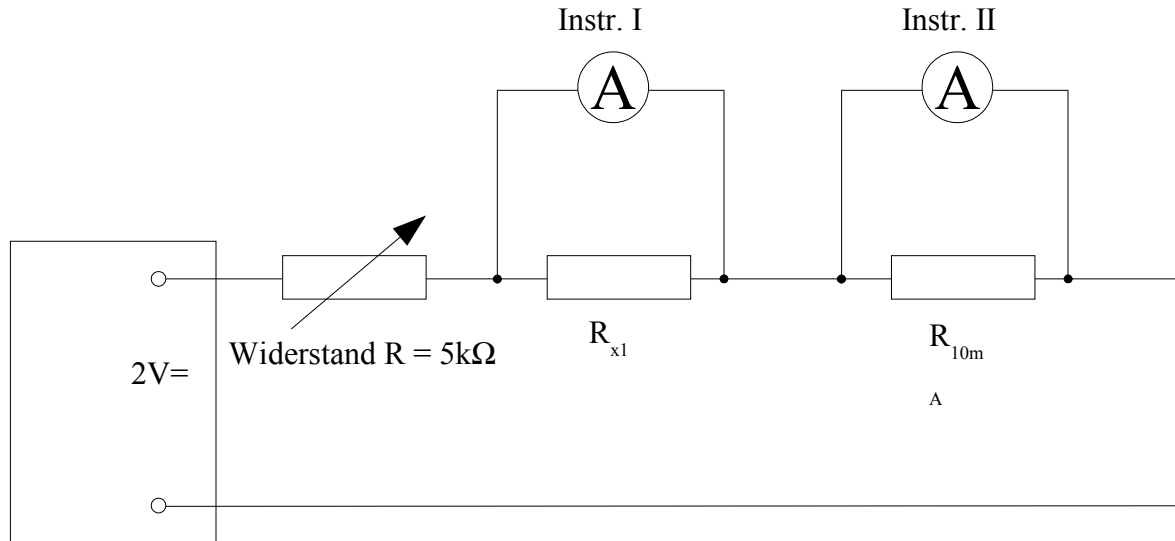 Instr. I
Instr. II
A
A
R x1
Widerstand R = 5kΩ
R 10m
A
2V=